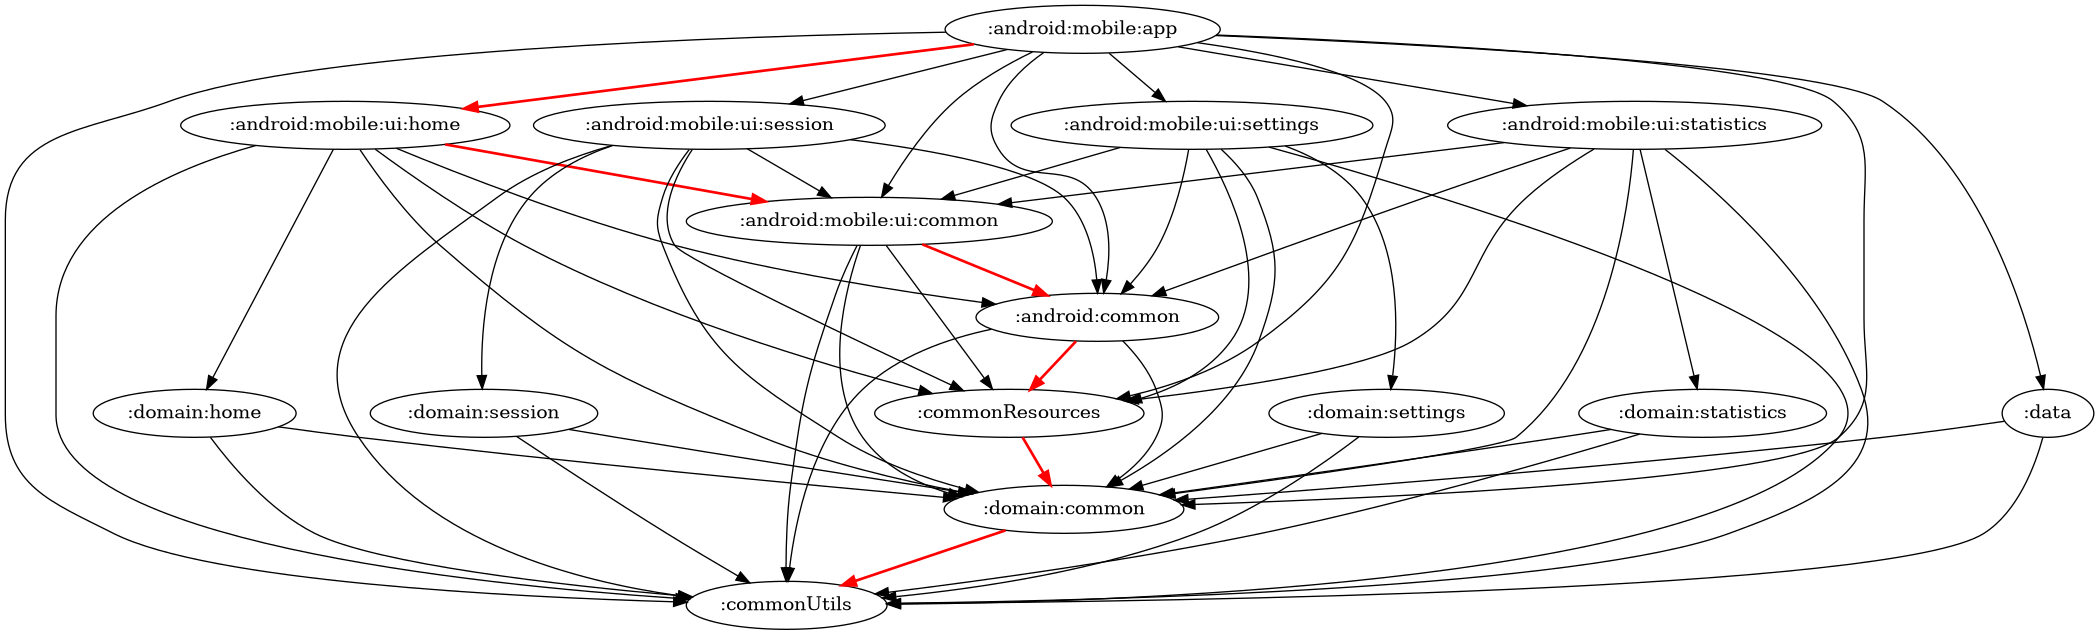 :android:mobile:app
:android:mobile:ui:home
:android:mobile:ui:session
:android:mobile:ui:settings
:android:mobile:ui:statistics
:android:mobile:ui:common
:android:common
:domain:home
:domain:session
:commonResources
:domain:settings
:domain:statistics
:data
:domain:common
:commonUtils